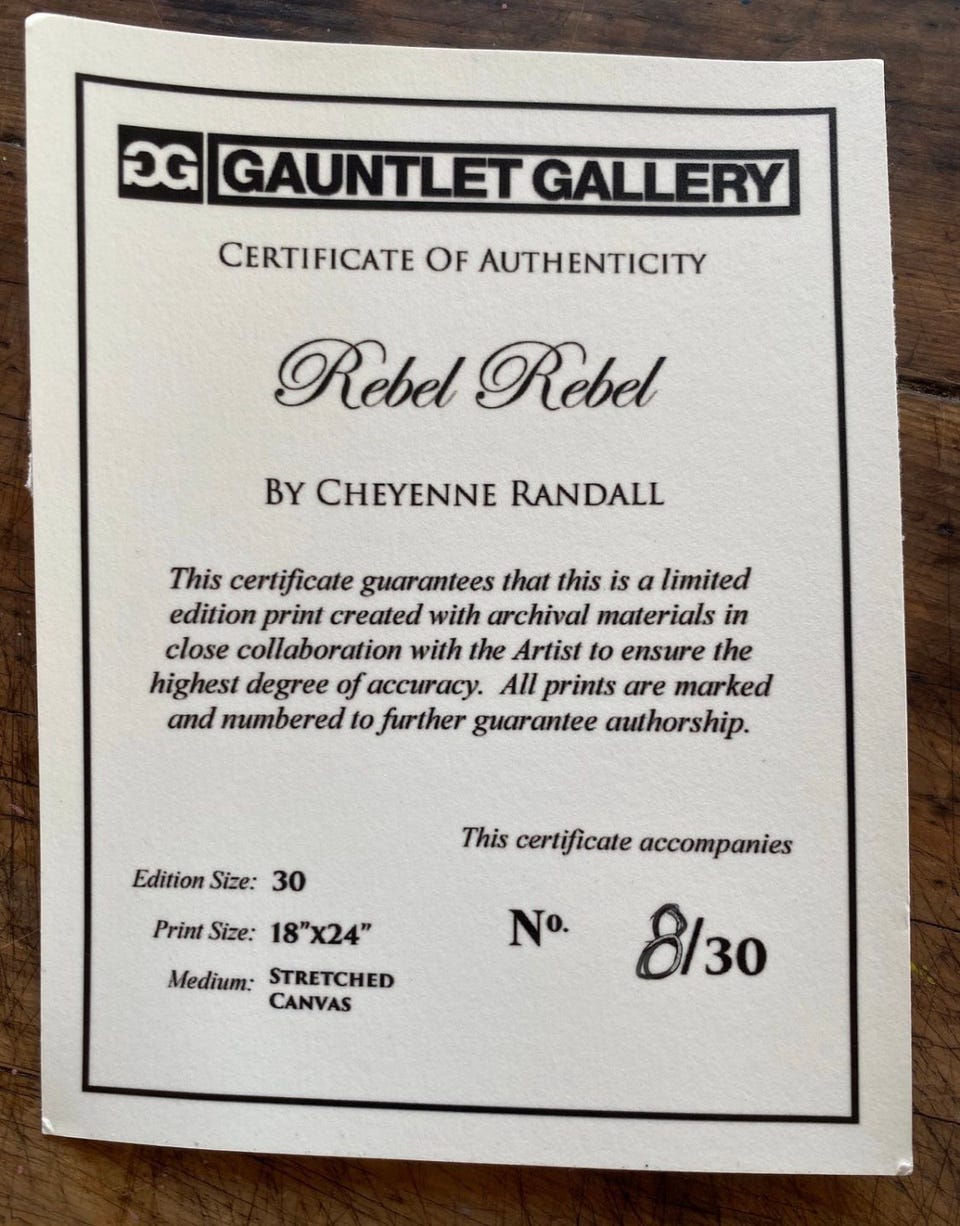 GG GAUNTLET GALLERY
CERTIFICATE OF AUTHENTICITY
Rebel Rebel
BY CHEYENNE RANDALL
This certificate guarantees that this is a limited
edition print created with archival materials in
close collaboration with the Artist to ensure the
highest degree of accuracy. All prints are marked
and numbered to further guarantee authorship.
This certificate accompanies
Edition Size: 30
Print Size: 18"x24"
Medium: STRETCHED
CANVAS
No. 8/30